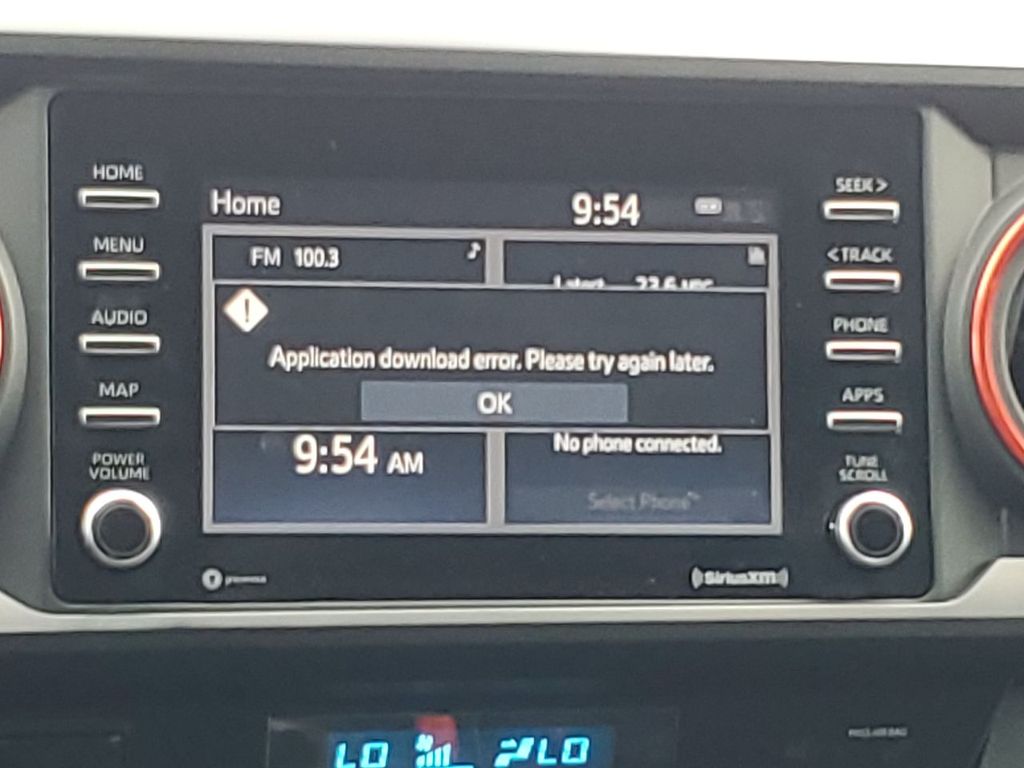 HOME
MENU
AUDIO
MAP
POWER
VOLUME
Home
9:54
FM 100.3
Latest
!
Application download error. Please try again later.
OK
9:54 AM
No phone connected.
Select Phone
SEEK >
< TRACK
PHONE
APPS
TUNE
SCROLL
SiriusXM
LO
LO